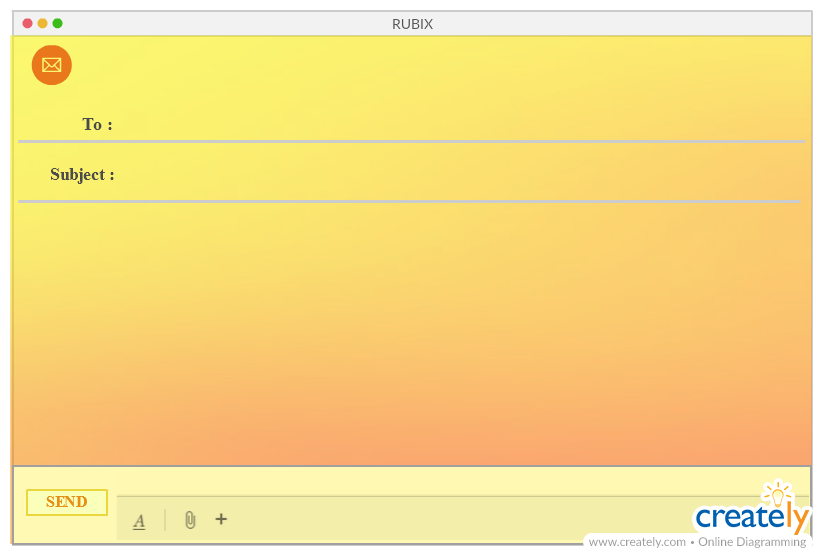 RUBIX
To :
Subject :
SEND
A
creately
www.creately.com • Online Diagramming